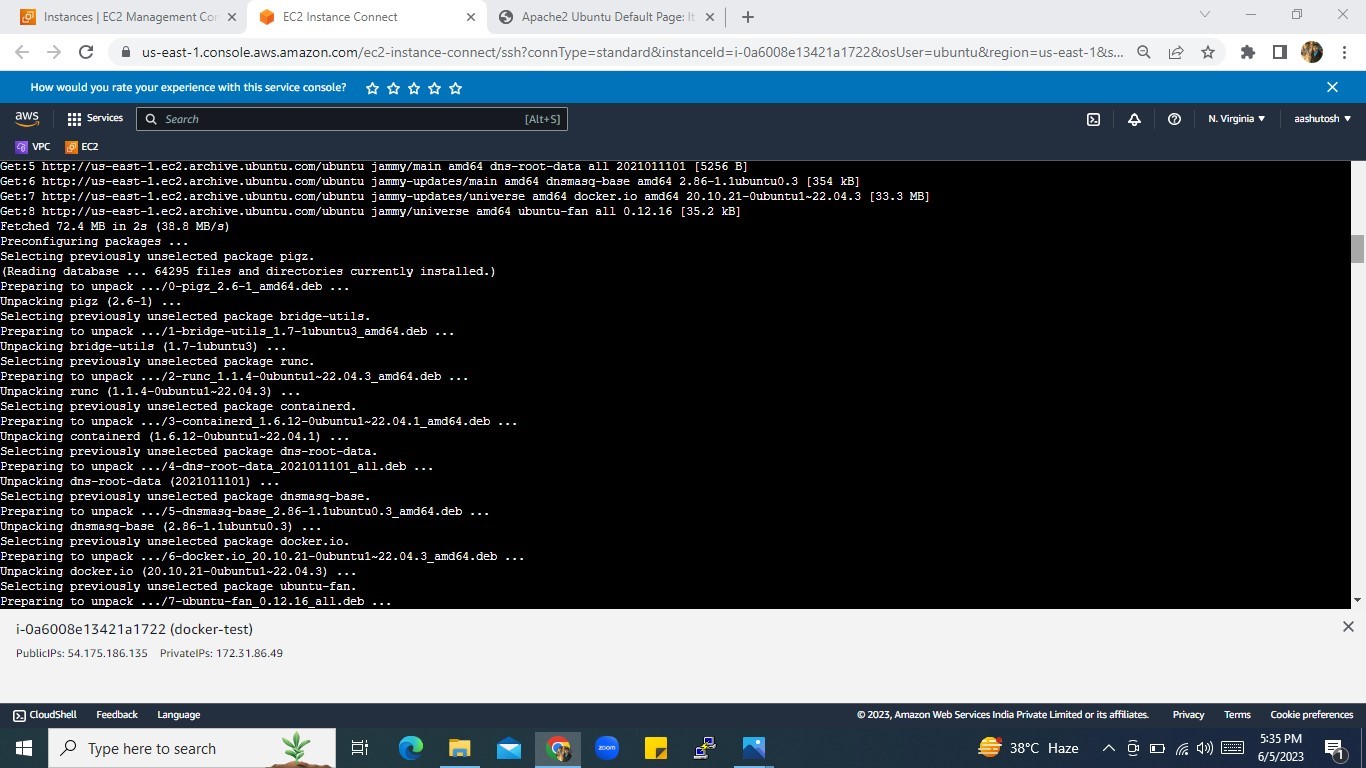 Instances | EC2 Management Con
EC2 Instance Connect
Apache2 Ubuntu Default Page: It
us-east-1.console.aws.amazon.com/ec2-instance-connect/ssh?connType=standard&instanceId=i-0a6008e13421a1722&osUser=ubuntu&region=us-east-1&s...
How would you rate your experience with this service console?
aws Services Search [Alt+S] N. Virginia aashutosh
VPC EC2
Get:5 http://us-east-1.ec2.archive.ubuntu.com/ubuntu jammy/main amd64 dns-root-data all 2021011101 [5256 B]
Get:6 http://us-east-1.ec2.archive.ubuntu.com/ubuntu jammy-updates/main amd64 dnsmasq-base amd64 2.86-1.1ubuntu0.3 [354 kB]
Get:7 http://us-east-1.ec2.archive.ubuntu.com/ubuntu jammy-updates/universe amd64 docker.io amd64 20.10.21-0ubuntu1~22.04.3 [33.3 MB]
Get:8 http://us-east-1.ec2.archive.ubuntu.com/ubuntu jammy/universe amd64 ubuntu-fan all 0.12.16 [35.2 kB]
Fetched 72.4 MB in 2s (38.8 MB/s)
Preconfiguring packages ...
Selecting previously unselected package pigz.
(Reading database ... 64295 files and directories currently installed.)
Preparing to unpack .../0-pigz_2.6-1_amd64.deb ...
Unpacking pigz (2.6-1) ...
Selecting previously unselected package bridge-utils.
Preparing to unpack .../1-bridge-utils_1.7-1ubuntu3_amd64.deb ...
Unpacking bridge-utils (1.7-1ubuntu3) ...
Selecting previously unselected package runc.
Preparing to unpack .../2-runc_1.1.4-0ubuntu1~22.04.3_amd64.deb ...
Unpacking runc (1.1.4-0ubuntu1~22.04.3) ...
Selecting previously unselected package containerd.
Preparing to unpack .../3-containerd_1.6.12-0ubuntu1~22.04.1_amd64.deb ...
Unpacking containerd (1.6.12-0ubuntu1~22.04.1) ...
Selecting previously unselected package dns-root-data.
Preparing to unpack .../4-dns-root-data_2021011101_all.deb ...
Unpacking dns-root-data (2021011101) ...
Selecting previously unselected package dnsmasq-base.
Preparing to unpack .../5-dnsmasq-base_2.86-1.1ubuntu0.3_amd64.deb ...
Unpacking dnsmasq-base (2.86-1.1ubuntu0.3) ...
Selecting previously unselected package docker.io.
Preparing to unpack .../6-docker.io_20.10.21-0ubuntu1~22.04.3_amd64.deb ...
Unpacking docker.io (20.10.21-0ubuntu1~22.04.3) ...
Selecting previously unselected package ubuntu-fan.
Preparing to unpack .../7-ubuntu-fan_0.12.16_all.deb ...
i-0a6008e13421a1722 (docker-test)
PublicIPs: 54.175.186.135 PrivateIPs: 172.31.86.49
CloudShell Feedback Language © 2023, Amazon Web Services India Private Limited or its affiliates. Privacy Terms Cookie preferences
Type here to search zoom 38°C Haze 5:35 PM
6/5/2023 1